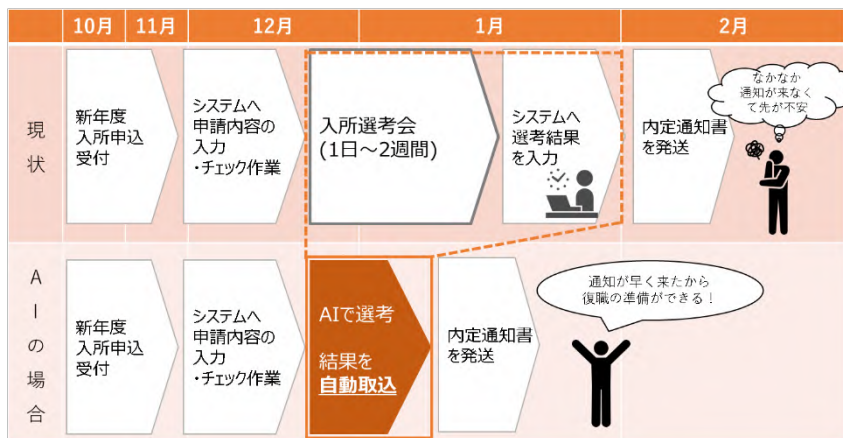 10月
11月
12月
1月
2月
現状
新年度
入所申込
受付
システムへ
申請内容の
入力
・チェック作業
入所選考会
(1日～2週間)
システムへ
選考結果
を入力
内定通知書
を発送
なかなか
通知が来なく
て先が不安
AIの場合
新年度
入所申込
受付
システムへ
申請内容の
入力
・チェック作業
AIで選考
結果を
自動取込
内定通知書
を発送
通知が早く来たから
復職の準備ができる！